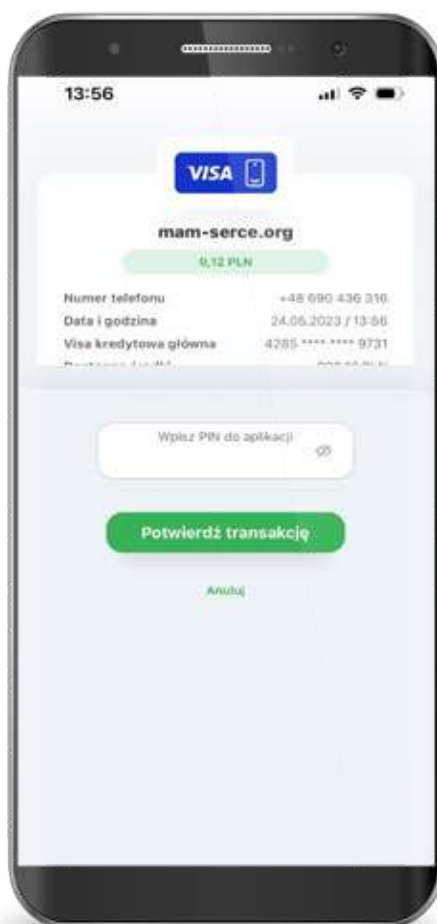 13:56
VISA
mam-serce.org
0,12 PLN
Numer telefonu +48 690 436 316
Data i godzina 24.05.2023 / 13:56
Visa kredytowa główna 4285 **** **** 9731
Wpisz PIN do aplikacji
Potwierdź transakcję
Anuluj